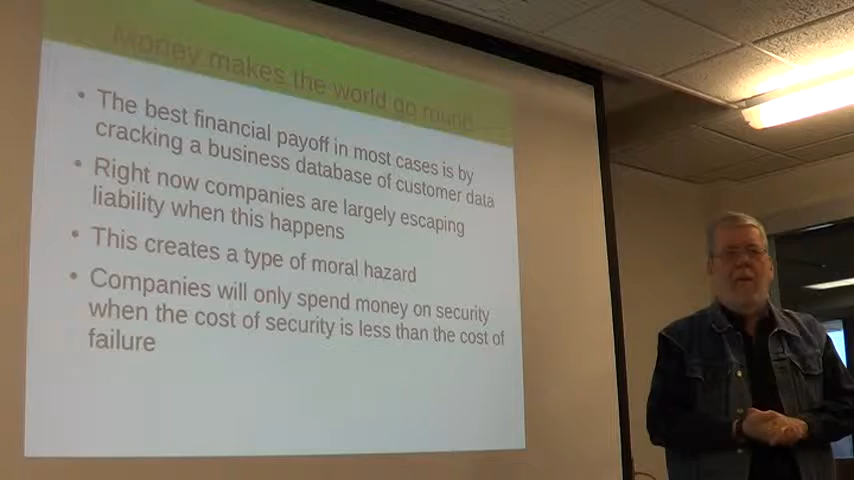 Money makes the world go round
• The best financial payoff in most cases is by
cracking a business database of customer data
• Right now companies are largely escaping
liability when this happens
• This creates a type of moral hazard
• Companies will only spend money on security
when the cost of security is less than the cost of
failure